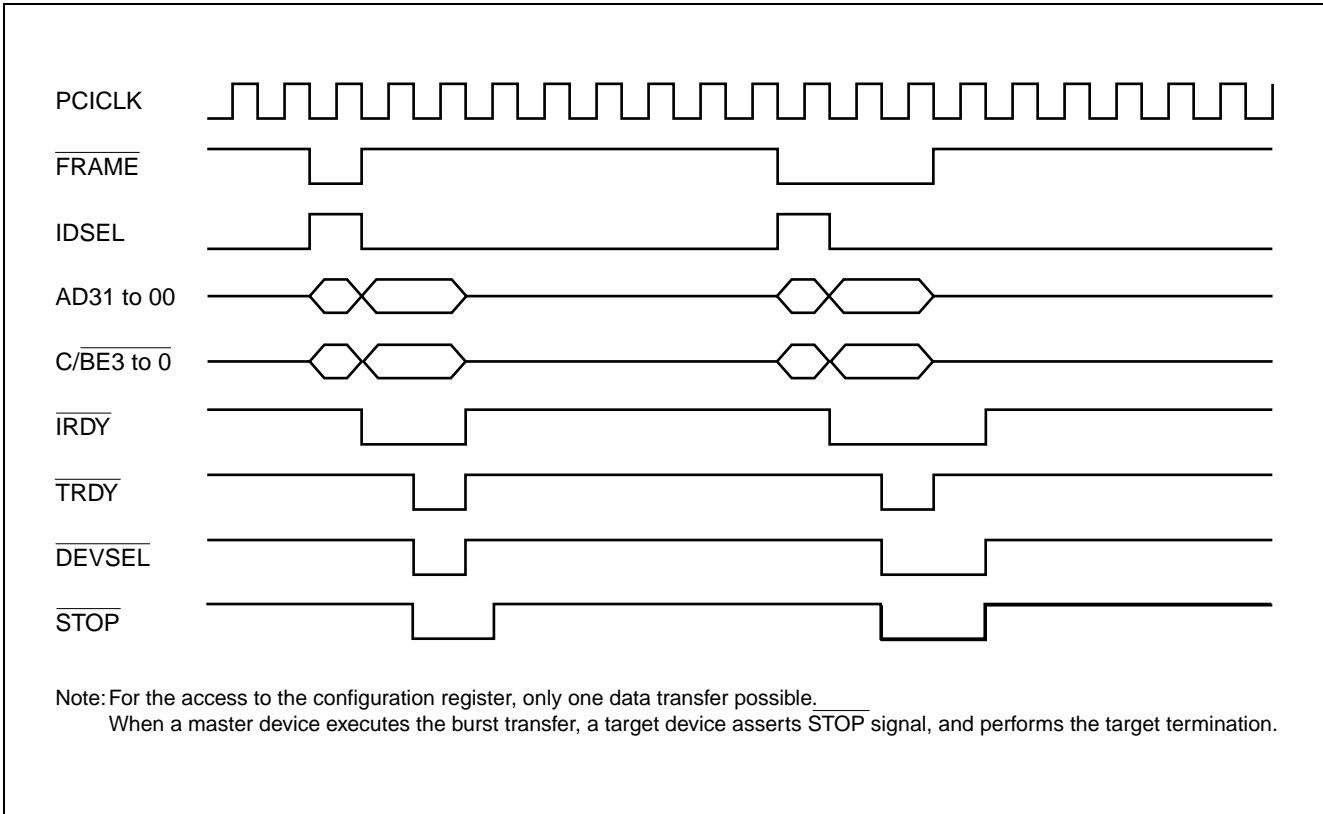 PCICLK
FRAME
IDSEL
AD31 to 00
C/BE3 to 0
IRDY
TRDY
DEVSEL
STOP
Note: For the access to the configuration register, only one data transfer possible.
When a master device executes the burst transfer, a target device asserts STOP signal, and performs the target termination.